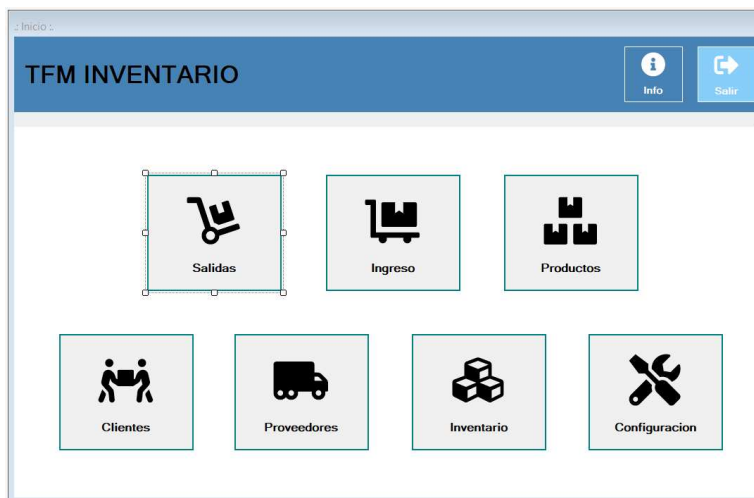 .: Inicio :.
TFM INVENTARIO
Info
Salir
Salidas
Ingreso
Productos
Clientes
Proveedores
Inventario
Configuracion